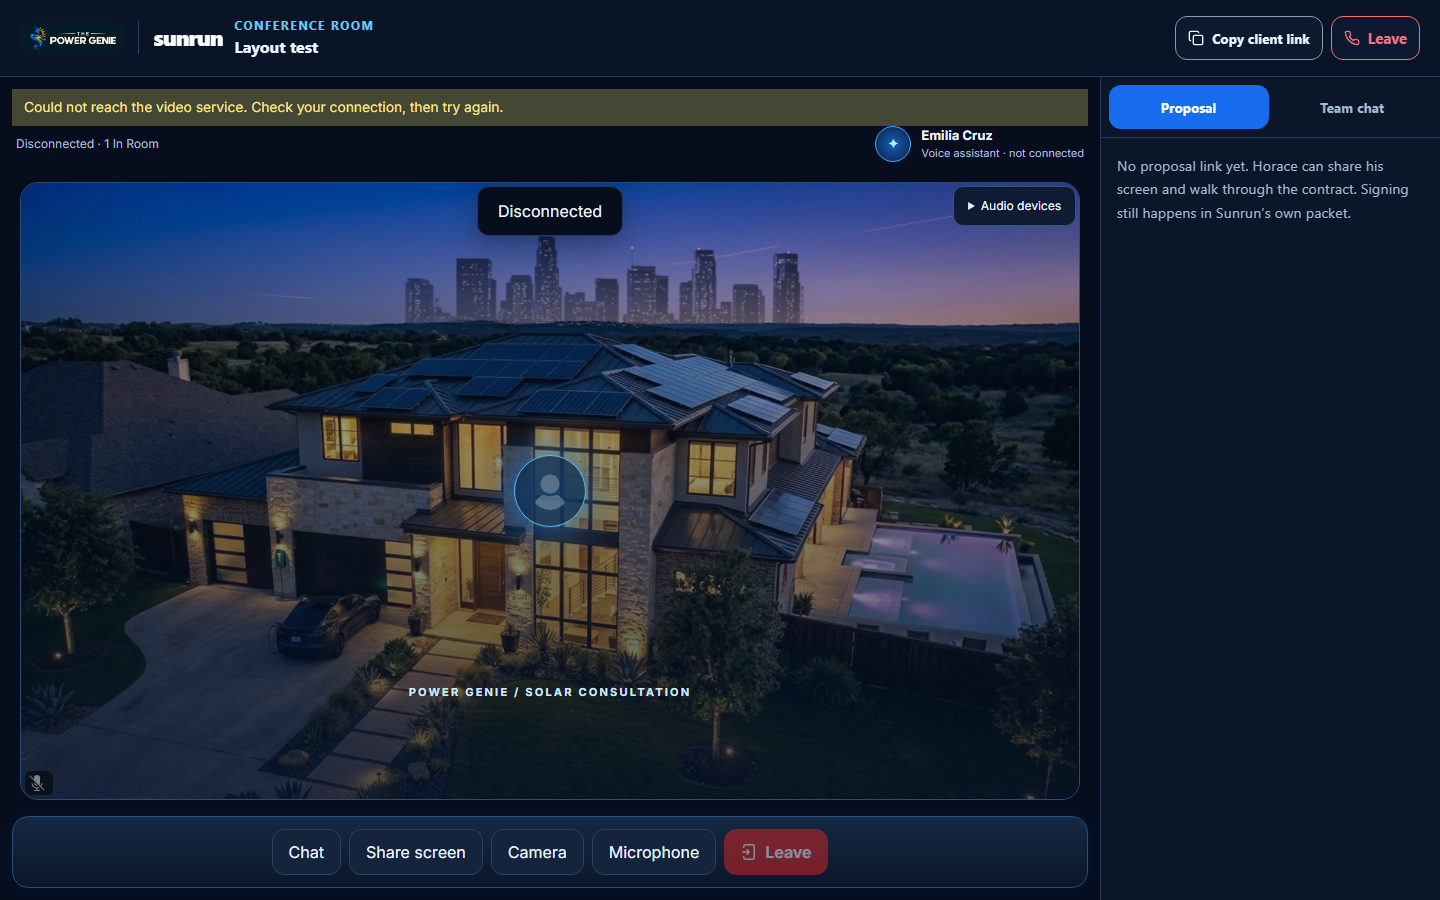 THE
POWER GENIE
sunrun
CONFERENCE ROOM
Layout test
Copy client link
Leave
Could not reach the video service. Check your connection, then try again.
Disconnected · 1 In Room
Emilia Cruz
Voice assistant · not connected
Disconnected
Audio devices
POWER GENIE / SOLAR CONSULTATION
Chat
Share screen
Camera
Microphone
Leave
Proposal
Team chat
No proposal link yet. Horace can share his
screen and walk through the contract. Signing
still happens in Sunrun’s own packet.